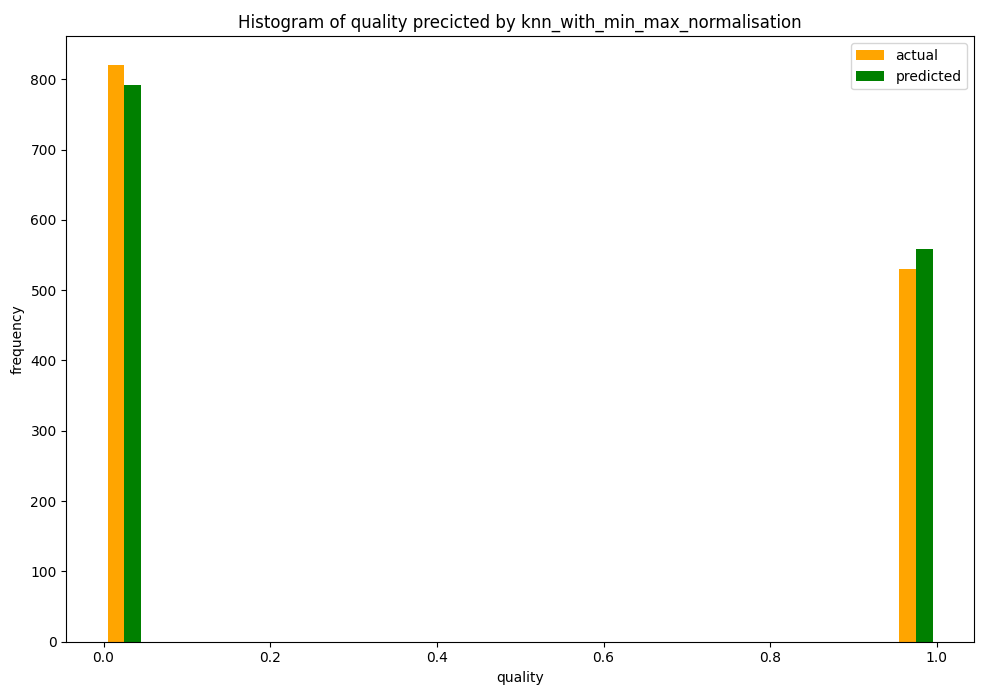 Histogram of quality precicted by knn_with_min_max_normalisation
actual
predicted
800
700
600
500
400
300
200
100
0
frequency
0.0 0.2 0.4 0.6 0.8 1.0
quality